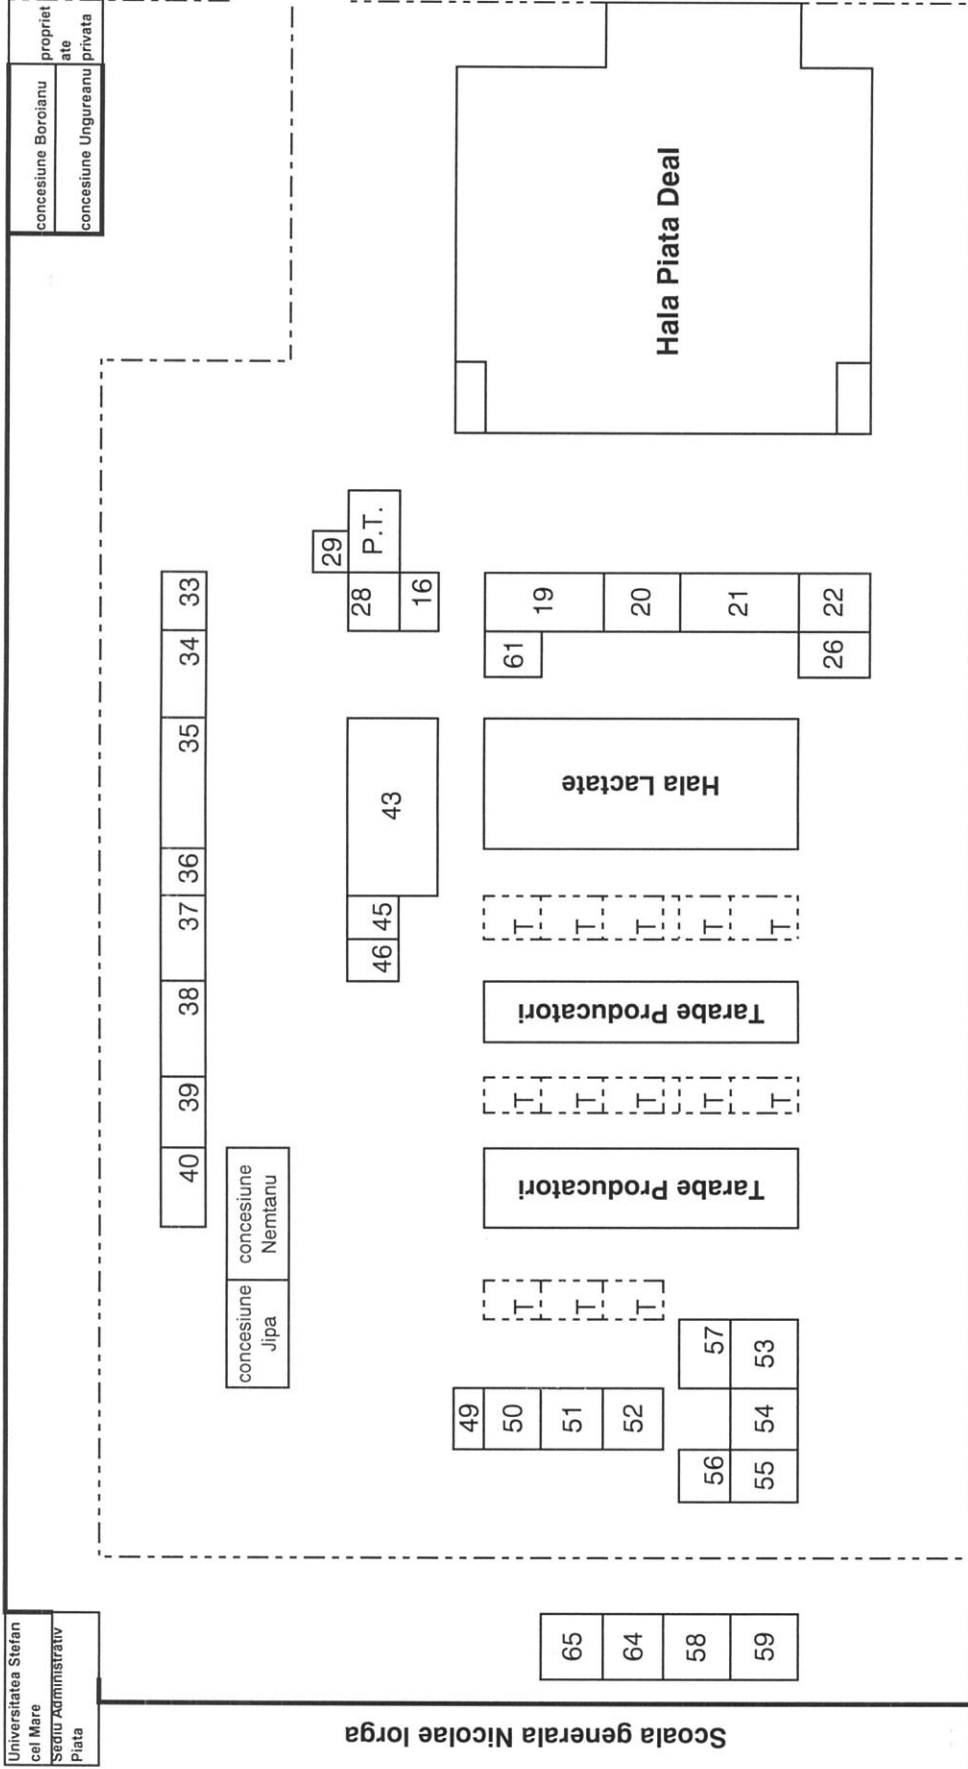 Universitatea Stefan
cel Mare
Sediu Administrativ
Piata
concesiune Boroianu
propriet
ate
concesiune Ungureanu
privata
40
39
38
37
36
35
34
33
concesiune
Jipa
concesiune
Nemtanu
29
46
45
43
28
P.T.
16
Hala Piata Deal
49
50
51
52
T
T
T
Tarabe Producatori
T
T
T
T
T
Tarabe Producatori
T
T
T
T
T
Hala Lactate
61
19
20
21
22
26
56
57
55
54
53
65
64
58
59
Scoala generala Nicolae Iorga